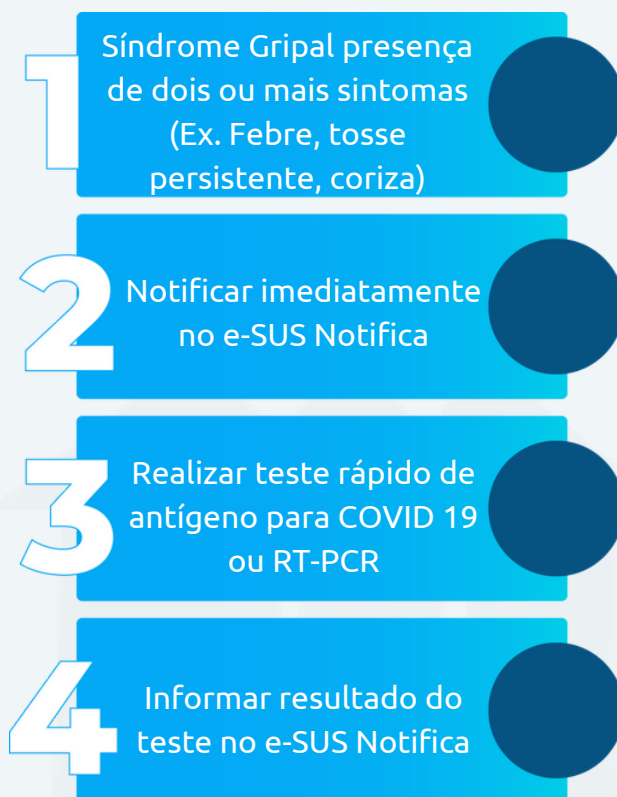 1
Síndrome Gripal presença
de dois ou mais sintomas
(Ex. Febre, tosse
persistente, coriza)
2
Notificar imediatamente
no e-SUS Notifica
3
Realizar teste rápido de
antígeno para COVID 19
ou RT-PCR
4
Informar resultado do
teste no e-SUS Notifica